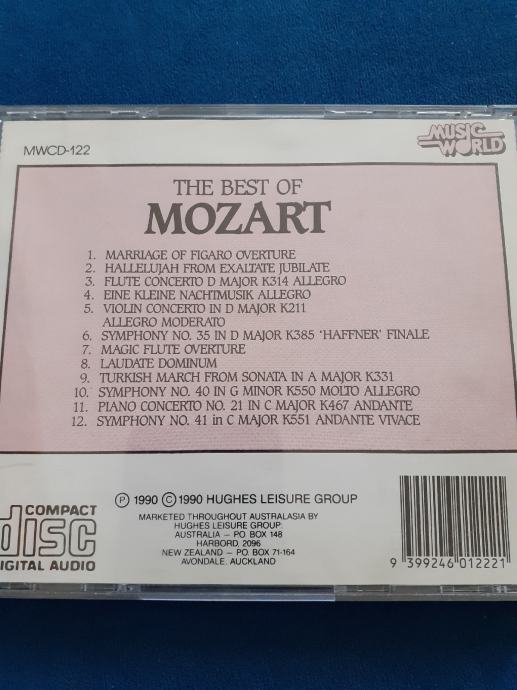 MWCD-122
MUSIC
WORLD
THE BEST OF
MOZART
1. MARRIAGE OF FIGARO OVERTURE
2. HALLELUJAH FROM EXALTATE JUBILATE
3. FLUTE CONCERTO D MAJOR K314 ALLEGRO
4. EINE KLEINE NACHTMUSIK ALLEGRO
5. VIOLIN CONCERTO IN D MAJOR K211
ALLEGRO MODERATO
6. SYMPHONY NO. 35 IN D MAJOR K385 'HAFFNER' FINALE
7. MAGIC FLUTE OVERTURE
8. LAUDATE DOMINUM
9. TURKISH MARCH FROM SONATA IN A MAJOR K331
10. SYMPHONY NO. 40 IN G MINOR K550 MOLTO ALLEGRO
11. PIANO CONCERTO NO. 21 IN C MAJOR K467 ANDANTE
12. SYMPHONY NO. 41 in C MAJOR K551 ANDANTE VIVACE
COMPACT
disc
DIGITAL AUDIO
Ⓟ 1990 © 1990 HUGHES LEISURE GROUP
MARKETED THROUGHOUT AUSTRALASIA BY
HUGHES LEISURE GROUP:
AUSTRALIA — PO BOX 148
HARBORD, 2096
NEW ZEALAND — P.O. BOX 71-164
AVONDALE. AUCKLAND
9 399246 012221